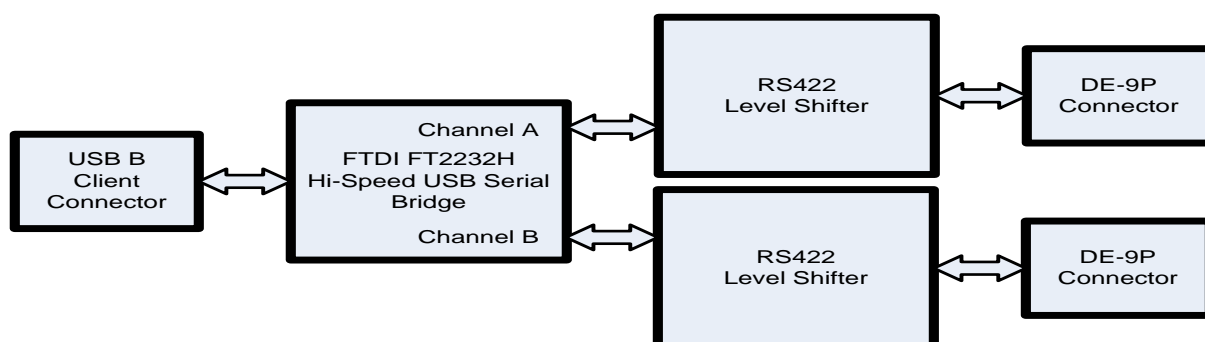 USB B
Client
Connector
Channel A
FTDI FT2232H
Hi-Speed USB Serial
Bridge
Channel B
RS422
Level Shifter
DE-9P
Connector
RS422
Level Shifter
DE-9P
Connector